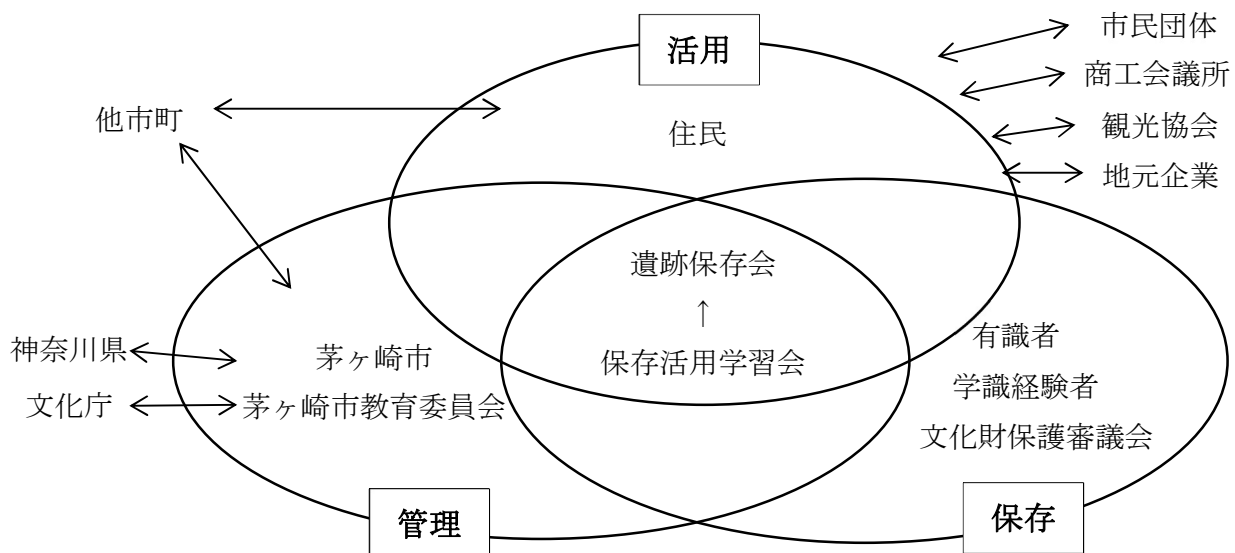 活用
市民団体
商工会議所
観光協会
地元企業
他市町
住民
遺跡保存会
↑
保存活用学習会
神奈川県
文化庁
茅ヶ崎市
茅ヶ崎市教育委員会
有識者
学識経験者
文化財保護審議会
管理
保存